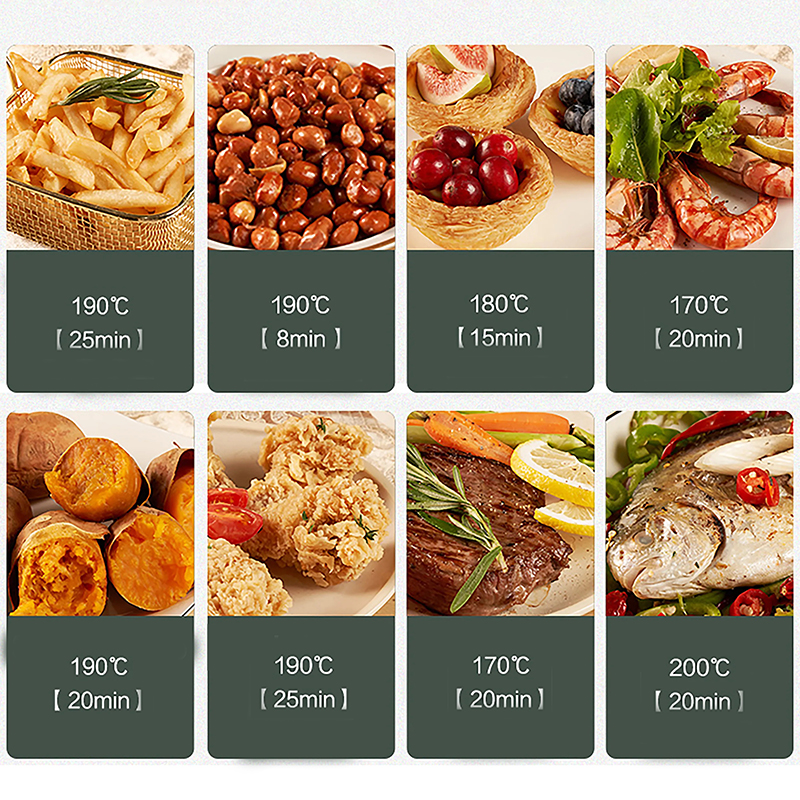 190℃
【 25min 】
190℃
【 8min 】
180℃
【 15min 】
170℃
【 20min 】
190℃
【 20min 】
190℃
【 25min 】
170℃
【 20min 】
200℃
【 20min 】